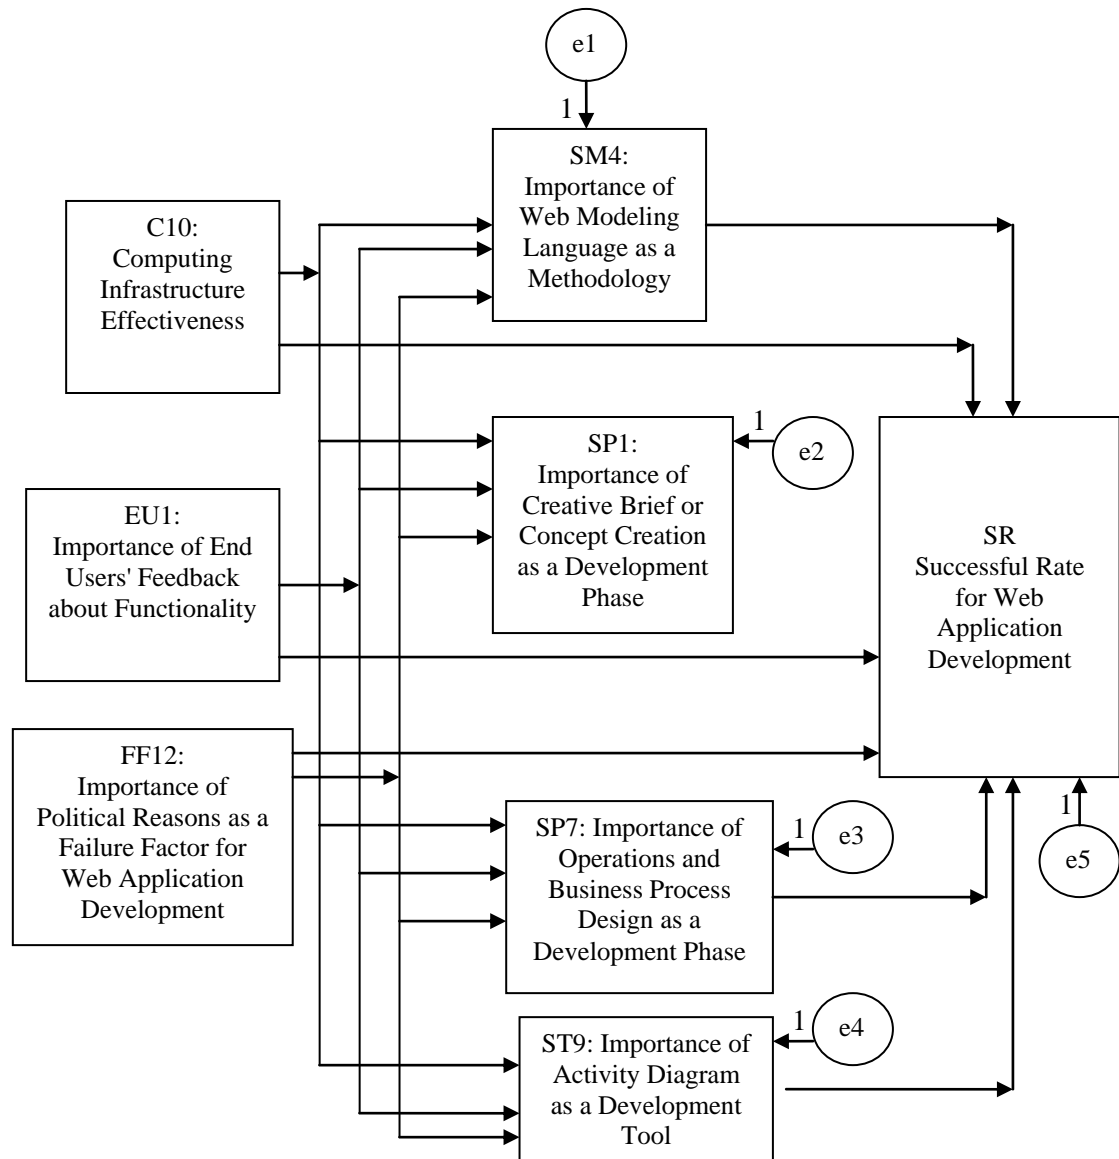 e1
1
SM4:
Importance of
Web Modeling
Language as a
Methodology
C10:
Computing
Infrastructure
Effectiveness
SP1:
Importance of
Creative Brief or
Concept Creation
as a Development
Phase
1
e2
EU1:
Importance of End
Users' Feedback
about Functionality
SR
Successful Rate
for Web
Application
Development
FF12:
Importance of
Political Reasons as a
Failure Factor for
Web Application
Development
SP7: Importance of
Operations and
Business Process
Design as a
Development Phase
1
e3
1
e5
ST9: Importance of
Activity Diagram
as a Development
Tool
1
e4